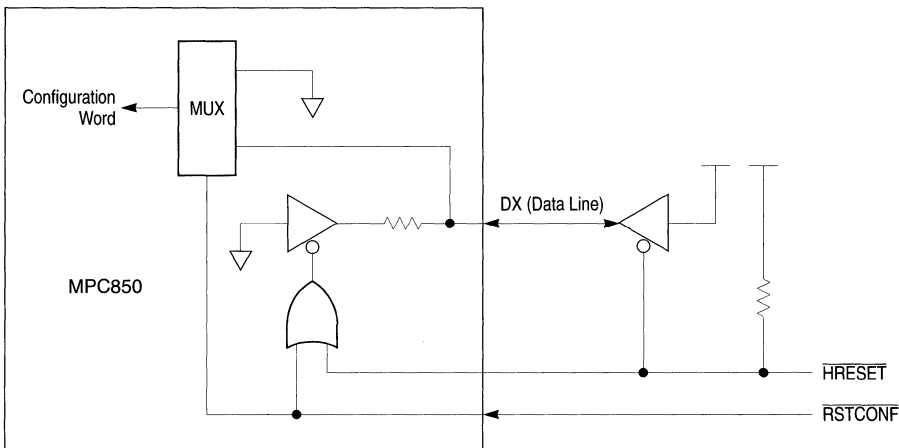 Configuration
Word
MUX
DX (Data Line)
MPC850
HRESET
RSTCONF